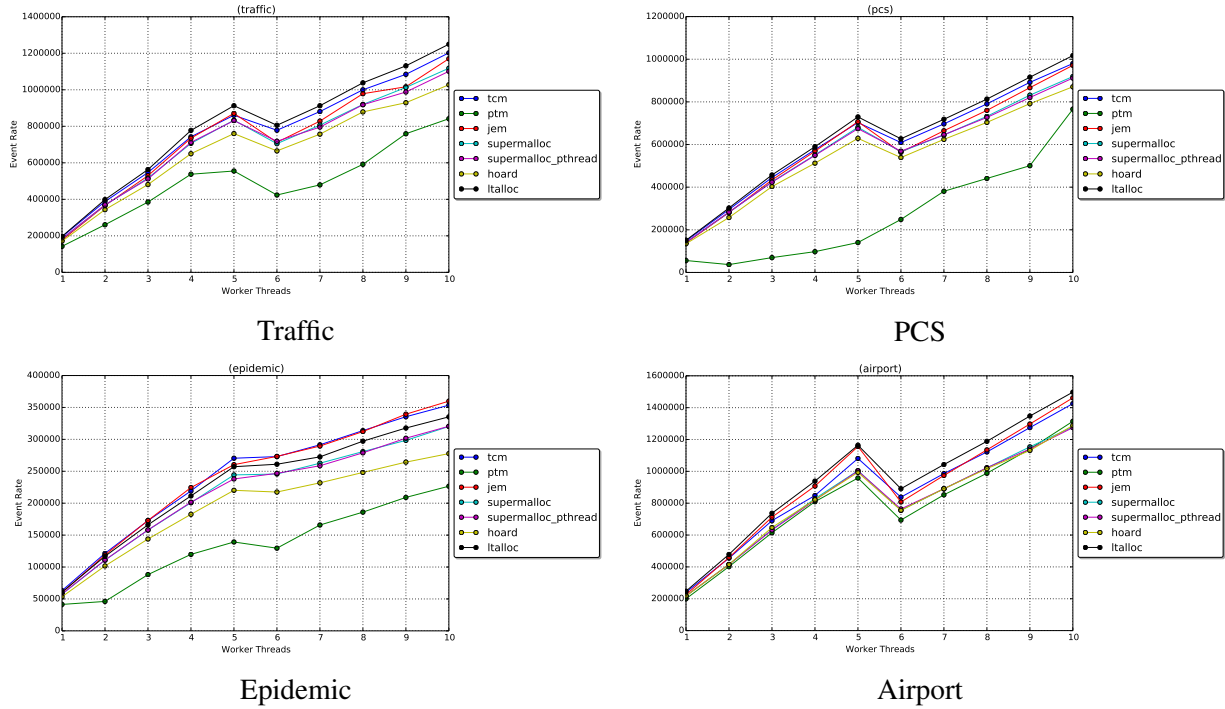 (traffic)
1400000
1200000
1000000
800000
600000
400000
200000
0
Event Rate
1 2 3 4 5 6 7 8 9 10
Worker Threads
tcm
ptm
jem
supermalloc
supermalloc_pthread
hoard
ltalloc
Traffic
(pcs)
1200000
1000000
800000
600000
400000
200000
0
Event Rate
1 2 3 4 5 6 7 8 9 10
Worker Threads
tcm
ptm
jem
supermalloc
supermalloc_pthread
hoard
ltalloc
PCS
(epidemic)
400000
350000
300000
250000
200000
150000
100000
50000
0
Event Rate
1 2 3 4 5 6 7 8 9 10
Worker Threads
tcm
ptm
jem
supermalloc
supermalloc_pthread
hoard
ltalloc
Epidemic
(airport)
1600000
1400000
1200000
1000000
800000
600000
400000
200000
0
Event Rate
1 2 3 4 5 6 7 8 9 10
Worker Threads
tcm
ptm
jem
supermalloc
supermalloc_pthread
hoard
ltalloc
Airport